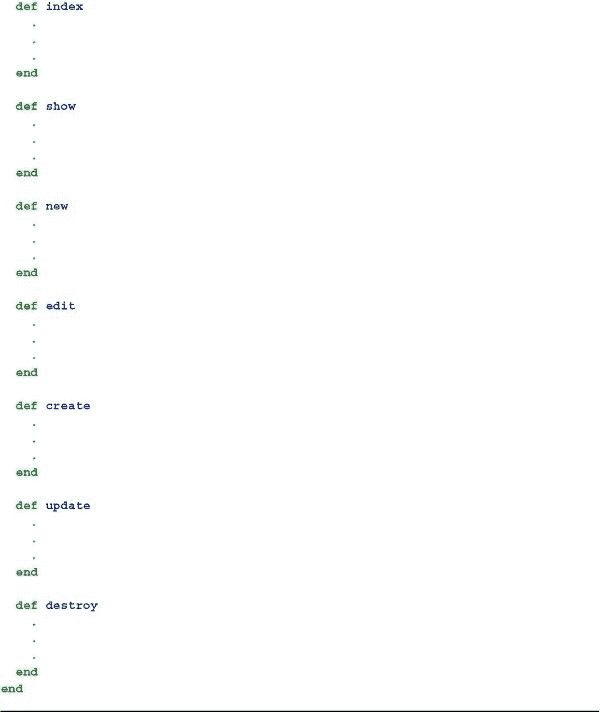 def index
.
.
.
end
def show
.
.
.
end
def new
.
.
.
end
def edit
.
.
.
end
def create
.
.
.
end
def update
.
.
.
end
def destroy
.
.
.
end
end